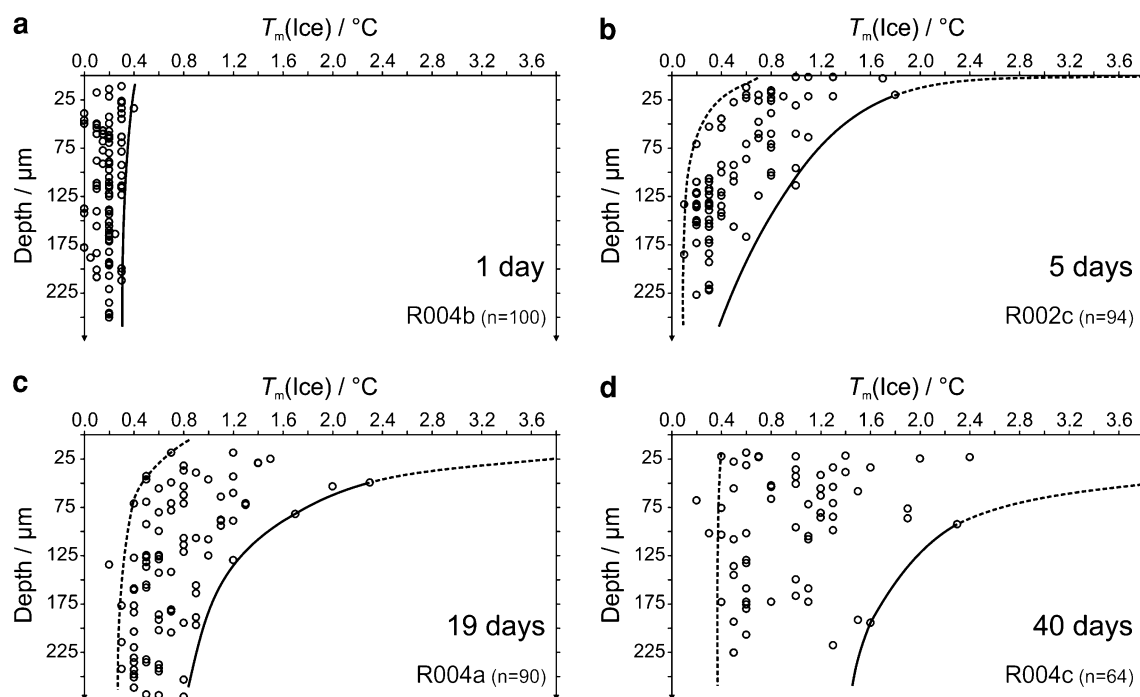 a
Tm(Ice) / °C
0.0 0.4 0.8 1.2 1.6 2.0 2.4 2.8 3.2 3.6
Depth / µm
25
75
125
175
225
1 day
R004b (n=100)
b
Tm(Ice) / °C
0.0 0.4 0.8 1.2 1.6 2.0 2.4 2.8 3.2 3.6
Depth / µm
25
75
125
175
225
5 days
R002c (n=94)
c
Tm(Ice) / °C
0.0 0.4 0.8 1.2 1.6 2.0 2.4 2.8 3.2 3.6
Depth / µm
25
75
125
175
225
19 days
R004a (n=90)
d
Tm(Ice) / °C
0.0 0.4 0.8 1.2 1.6 2.0 2.4 2.8 3.2 3.6
Depth / µm
25
75
125
175
225
40 days
R004c (n=64)